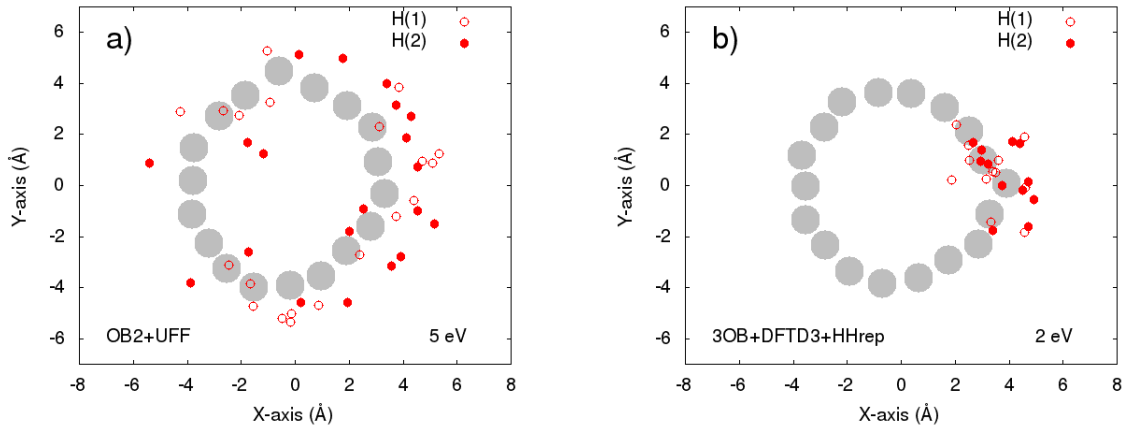 a)
H(1)
H(2)
6
4
2
0
-2
-4
-6
Y-axis (Å)
OB2+UFF
5 eV
-8 -6 -4 -2 0 2 4 6 8
X-axis (Å)
b)
H(1)
H(2)
6
4
2
0
-2
-4
-6
Y-axis (Å)
3OB+DFTD3+HHrep
2 eV
-8 -6 -4 -2 0 2 4 6 8
X-axis (Å)